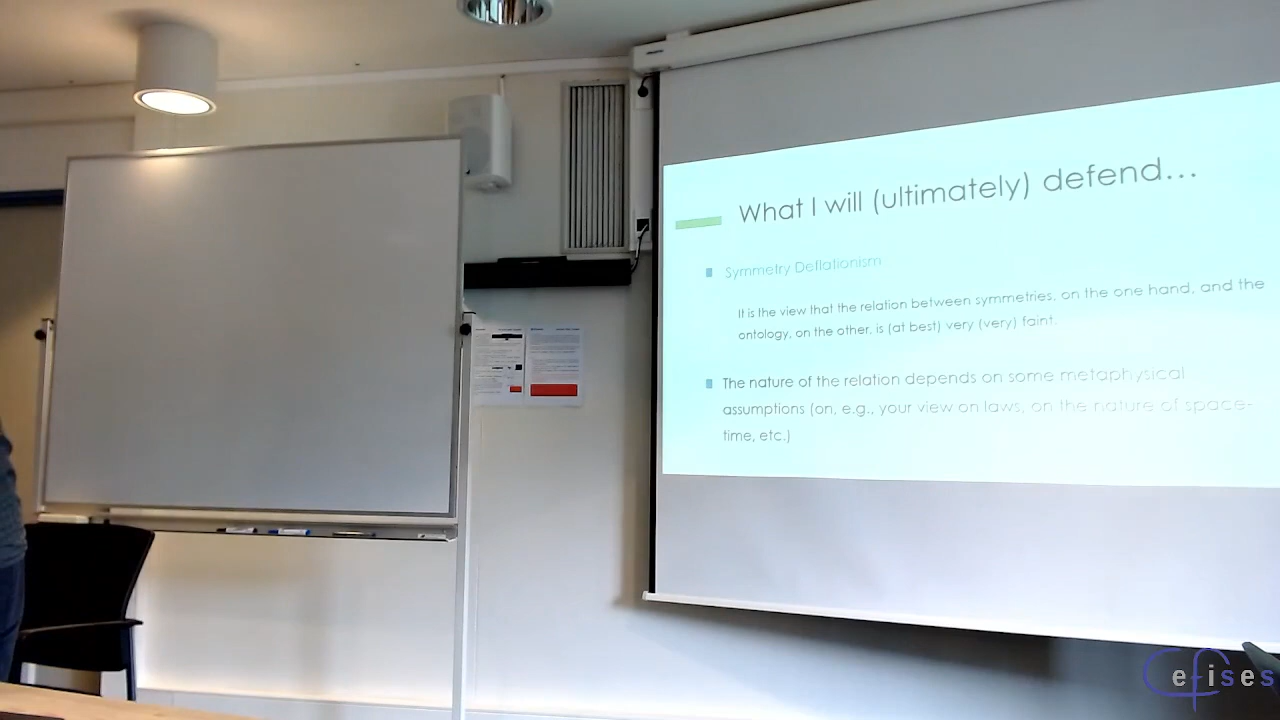 What I will (ultimately) defend...
Symmetry Deflationism
It is the view that the relation between symmetries, on the one hand, and the
ontology, on the other, is (at best) very (very) faint.
The nature of the relation depends on some metaphysical
assumptions (on, e.g., your view on laws, on the nature of space-
time, etc.)
Cefises